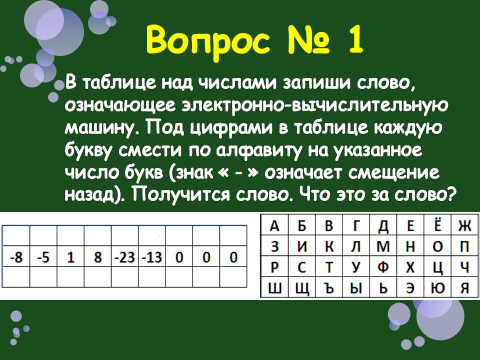 Вопрос № 1
В таблице над числами запиши слово,
означающее электронно-вычислительную
машину. Под цифрами в таблице каждую
букву смести по алфавиту на указанное
число букв (знак « - » означает смещение
назад). Получится слово. Что это за слово?
-8 -5 1 8 -23 -13 0 0 0
А Б В Г Д Е Ё Ж
З И К Л М Н О П
Р С Т У Ф Х Ц Ч
Ш Щ Ъ Ы Ь Э Ю Я